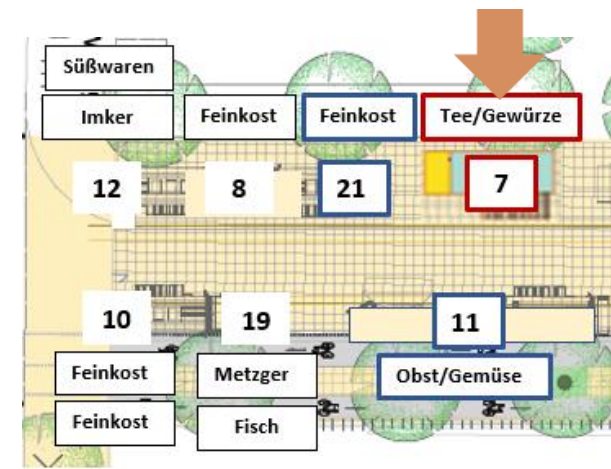 Süßwaren
Imker
Feinkost
Feinkost
Tee/Gewürze
12
8
21
7
10
19
11
Feinkost
Metzger
Obst/Gemüse
Feinkost
Fisch